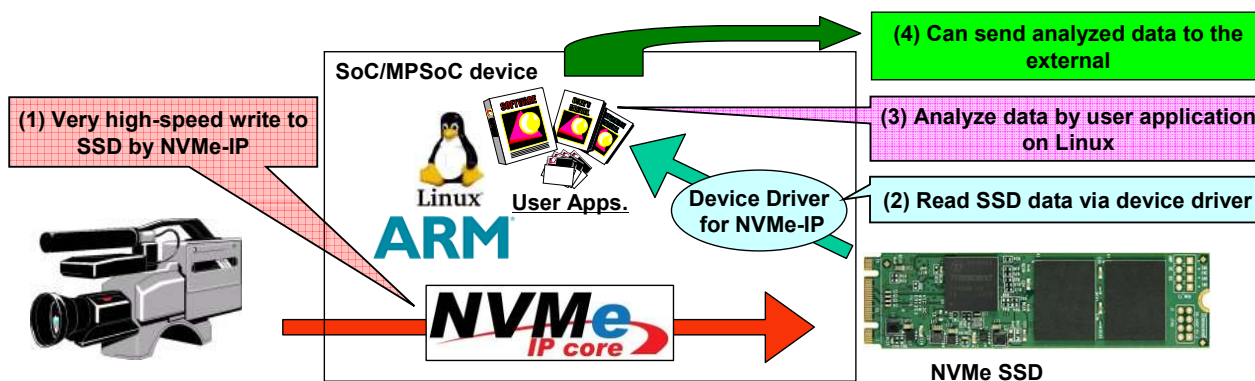 (4) Can send analyzed data to the
external
SoC/MPSoC device
(1) Very high-speed write to
SSD by NVMe-IP
SOFTWARE
(3) Analyze data by user application
on Linux
Linux
User Apps.
Device Driver
for NVMe-IP
(2) Read SSD data via device driver
ARM
NVMe
IP core
NVMe SSD